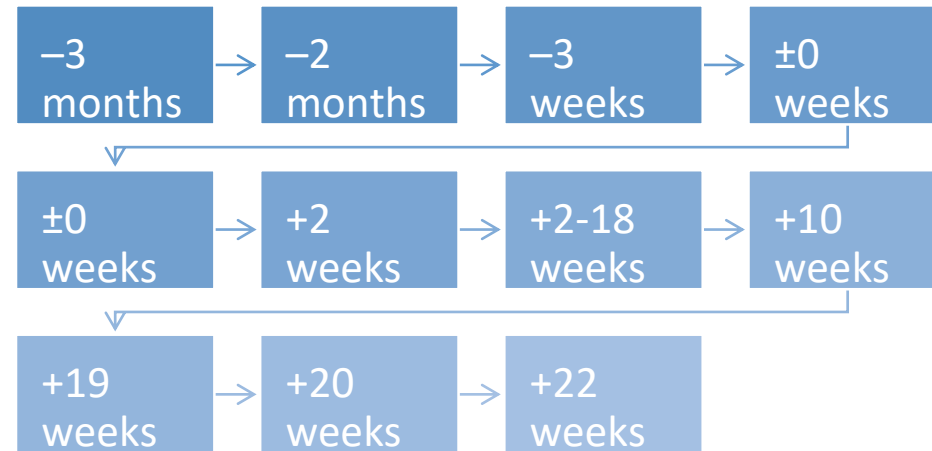 –3
months
–2
months
–3
weeks
±0
weeks
±0
weeks
+2
weeks
+2-18
weeks
+10
weeks
+19
weeks
+20
weeks
+22
weeks